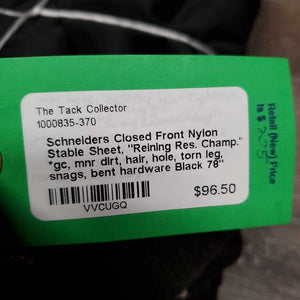 The Tack Collector
1000835-370
Schneiders Closed Front Nylon
Stable Sheet, "Reining Res. Champ."
*gc, mnr dirt, hair, hole, torn leg,
snags, bent hardware Black 78"
$96.50
VVCUGQ
Retail (New) Price
is $